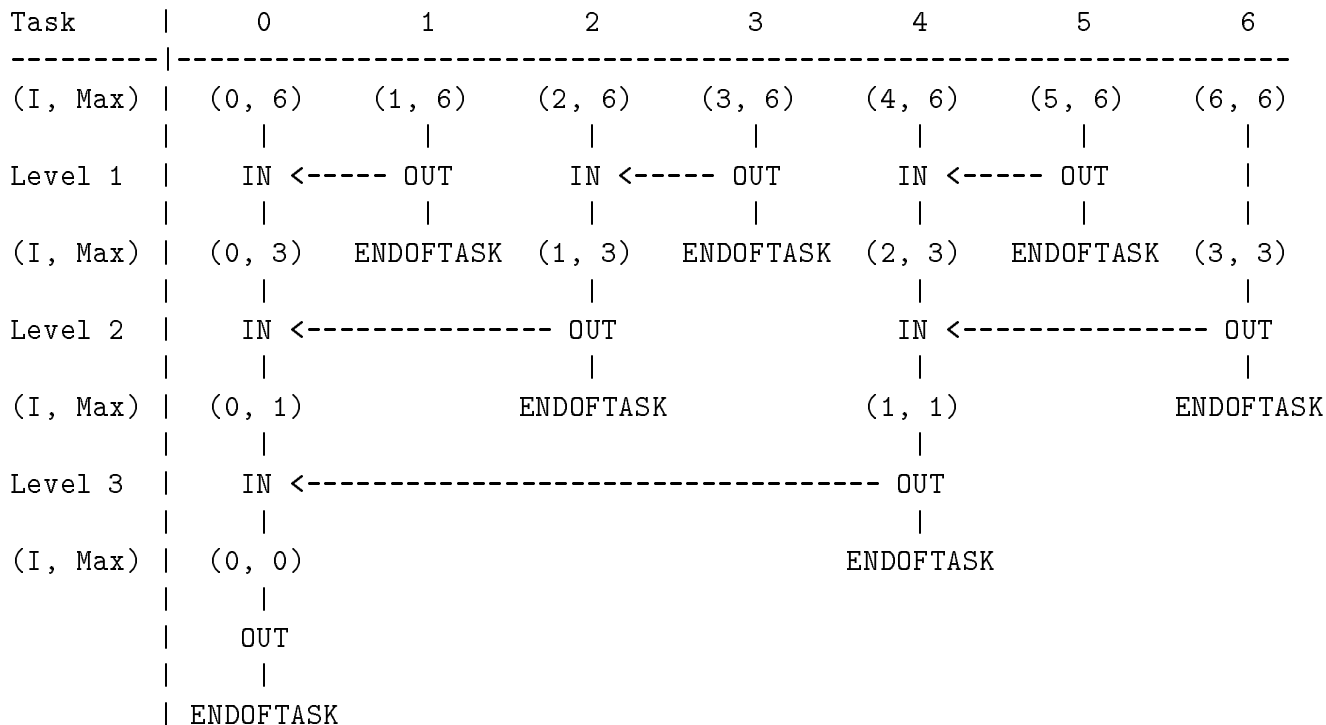 Task      |     0         1         2         3         4         5         6
---------|--------------------------------------------------------------------
(I, Max) |  (0, 6)    (1, 6)    (2, 6)    (3, 6)    (4, 6)    (5, 6)    (6, 6)
         |     |         |         |         |         |         |         |
Level 1  |    IN <----- OUT       IN <----- OUT       IN <----- OUT        |
         |     |         |         |         |         |         |         |
(I, Max) |  (0, 3)   ENDOFTASK  (1, 3)   ENDOFTASK  (2, 3)   ENDOFTASK  (3, 3)
         |     |                   |                   |                   |
Level 2  |    IN <--------------- OUT                 IN <--------------- OUT
         |     |                   |                   |                   |
(I, Max) |  (0, 1)             ENDOFTASK            (1, 1)             ENDOFTASK
         |     |                                       |
Level 3  |    IN <----------------------------------- OUT
         |     |                                       |
(I, Max) |  (0, 0)                                 ENDOFTASK
         |     |
         |    OUT
         |     |
         | ENDOFTASK